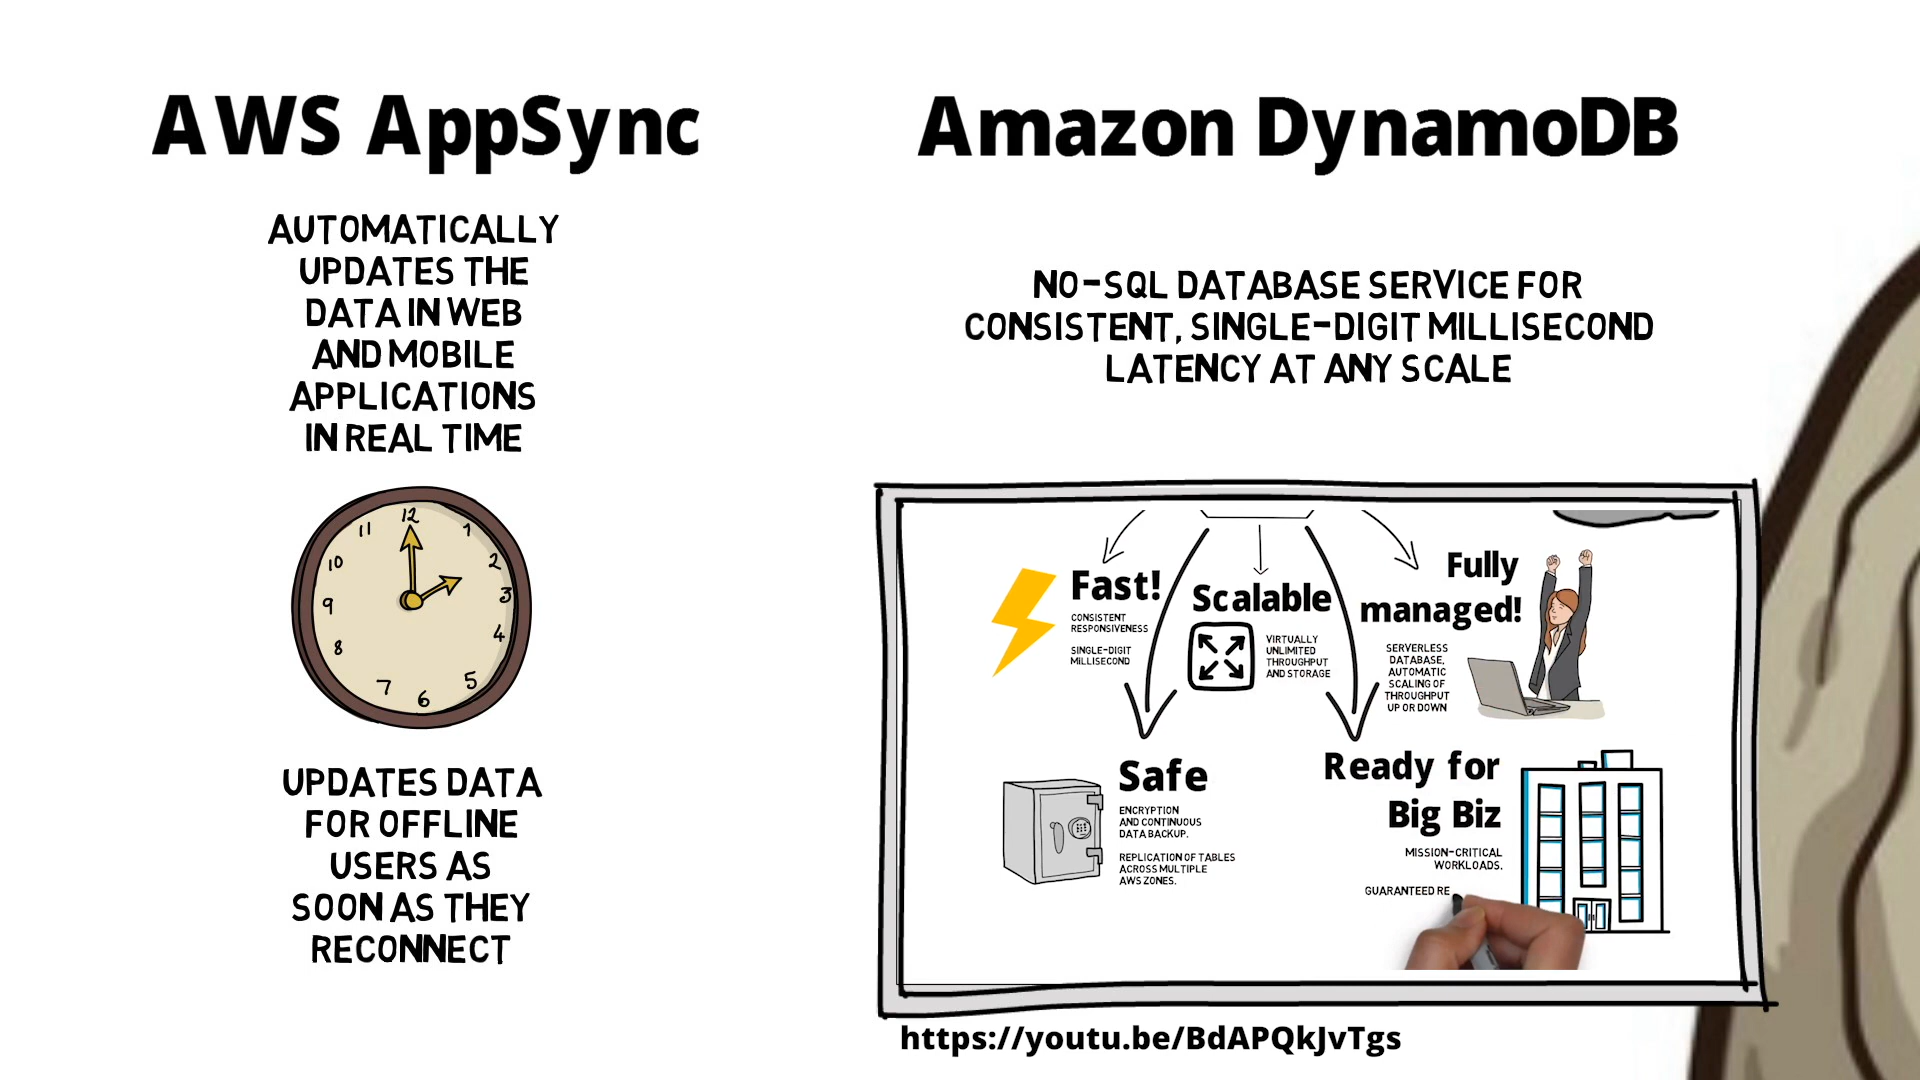 AWS AppSync
AUTOMATICALLY
UPDATES THE
DATA IN WEB
AND MOBILE
APPLICATIONS
IN REAL TIME
12
1
2
3
4
5
6
7
8
9
10
11
UPDATES DATA
FOR OFFLINE
USERS AS
SOON AS THEY
RECONNECT
Amazon DynamoDB
NO-SQL DATABASE SERVICE FOR
CONSISTENT, SINGLE-DIGIT MILLISECOND
LATENCY AT ANY SCALE
Fast!
CONSISTENT
RESPONSIVENESS
SINGLE-DIGIT
MILLISECOND
Scalable
VIRTUALLY
UNLIMITED
THROUGHPUT
AND STORAGE
Fully
managed!
SERVERLESS
DATABASE,
AUTOMATIC
SCALING OF
THROUGHPUT
UP OR DOWN
Safe
ENCRYPTION
AND CONTINUOUS
DATA BACKUP.
REPLICATION OF TABLES
ACROSS MULTIPLE
AWS ZONES.
Ready for
Big Biz
MISSION-CRITICAL
WORKLOADS.
GUARANTEED RE
https://youtu.be/BdAPQkJvTgs